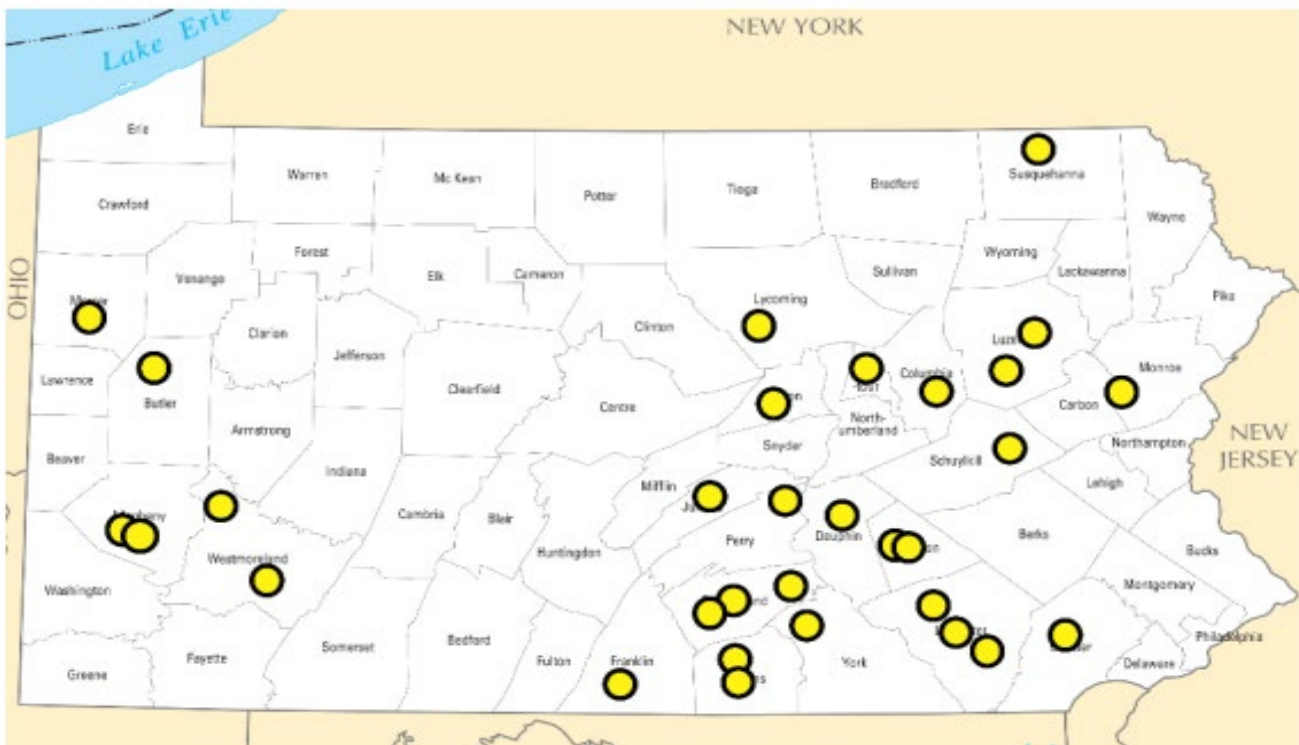 Lake Erie
NEW YORK
Erie
Warren
Mc Kean
Potter
Tioga
Bradford
Susquehanna
Crawford
Wayne
Forest
Wyoming
Venango
Elk
Cameron
Sullivan
Lackawanna
OHIO
Pike
Lycoming
Clarion
Clinton
Jefferson
Monroe
Lawrence
Columbia
Clearfield
Butler
Centre
Carbon
North-
umberland
Armstrong
Snyder
Northampton
NEW
JERSEY
Beaver
Schuylkill
Indiana
Lehigh
Mifflin
Cambria
Blair
Dauphin
Berks
Perry
Huntingdon
Bucks
Westmoreland
Washington
Montgomery
Philadelphia
Somerset
Bedford
Fulton
Franklin
York
Fayette
Greene
Delaware